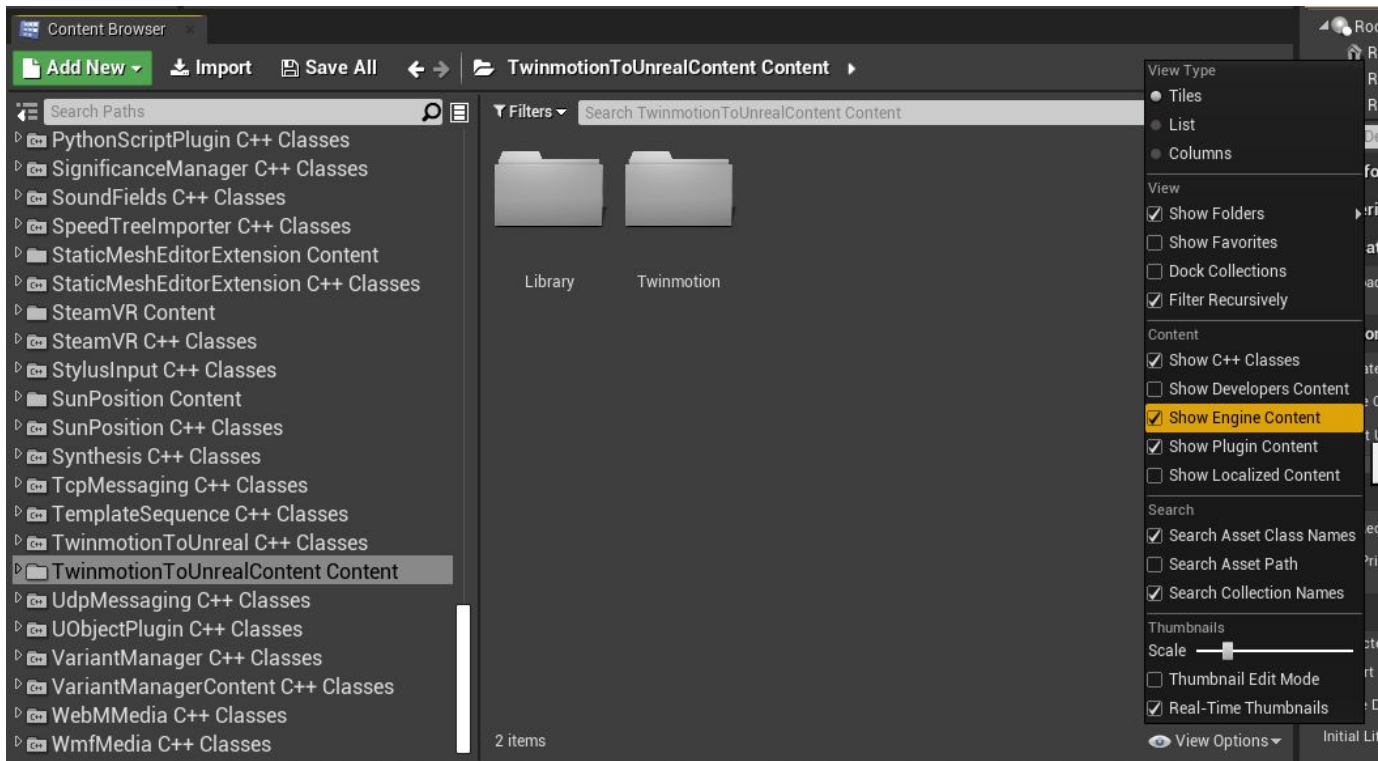 Content Browser
Add New
Import
Save All
TwinmotionToUnrealContent Content
Search Paths
PythonScriptPlugin C++ Classes
SignificanceManager C++ Classes
SoundFields C++ Classes
SpeedTreeImporter C++ Classes
StaticMeshEditorExtension Content
StaticMeshEditorExtension C++ Classes
SteamVR Content
SteamVR C++ Classes
StylusInput C++ Classes
SunPosition Content
SunPosition C++ Classes
Synthesis C++ Classes
TcpMessaging C++ Classes
TemplateSequence C++ Classes
TwinmotionToUnreal C++ Classes
TwinmotionToUnrealContent Content
UdpMessaging C++ Classes
UObjectPlugin C++ Classes
VariantManager C++ Classes
VariantManagerContent C++ Classes
WebMMedia C++ Classes
WmfMedia C++ Classes
Filters
Search TwinmotionToUnrealContent Content
Library
Twinmotion
2 items
View Type
Tiles
List
Columns
View
Show Folders
Show Favorites
Dock Collections
Filter Recursively
Content
Show C++ Classes
Show Developers Content
Show Engine Content
Show Plugin Content
Show Localized Content
Search
Search Asset Class Names
Search Asset Path
Search Collection Names
Thumbnails
Scale
Thumbnail Edit Mode
Real-Time Thumbnails
View Options
Initial Lif